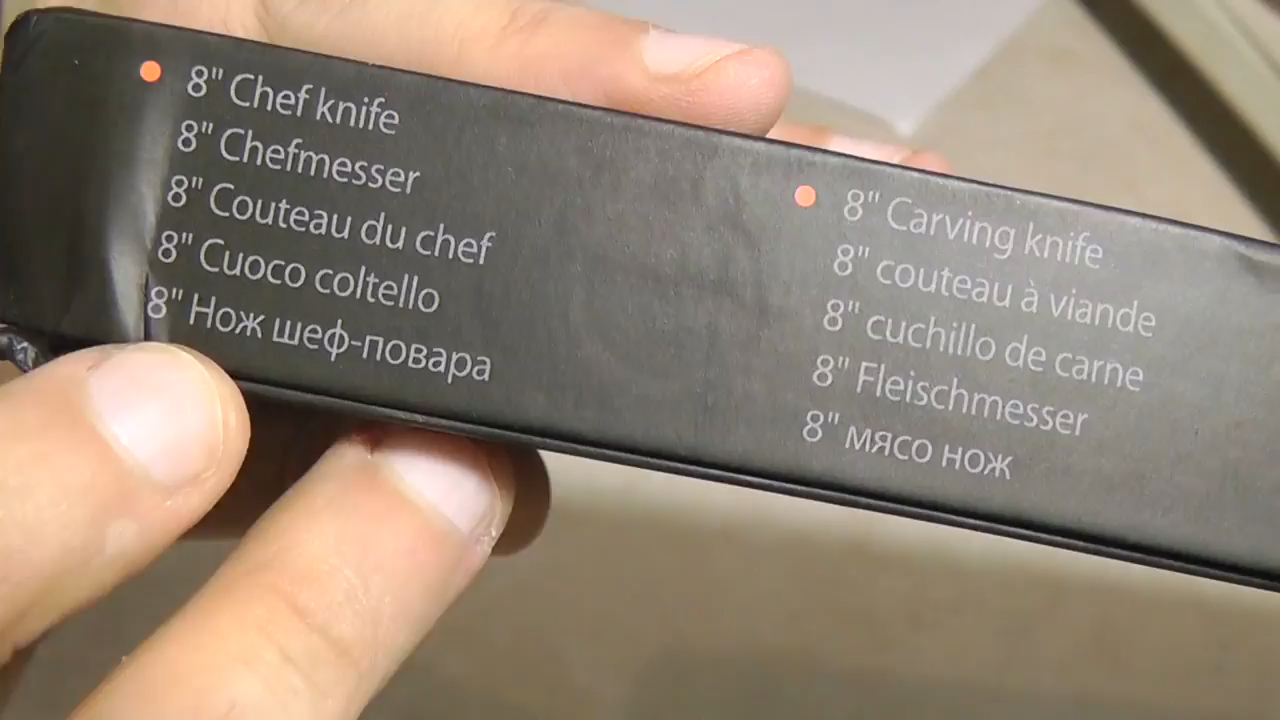 8" Chef knife
8" Chefmesser
8" Couteau du chef
8" Cuoco coltello
8" Нож шеф-повара
8" Carving knife
8" couteau à viande
8" cuchillo de carne
8" Fleischmesser
8" мясо нож